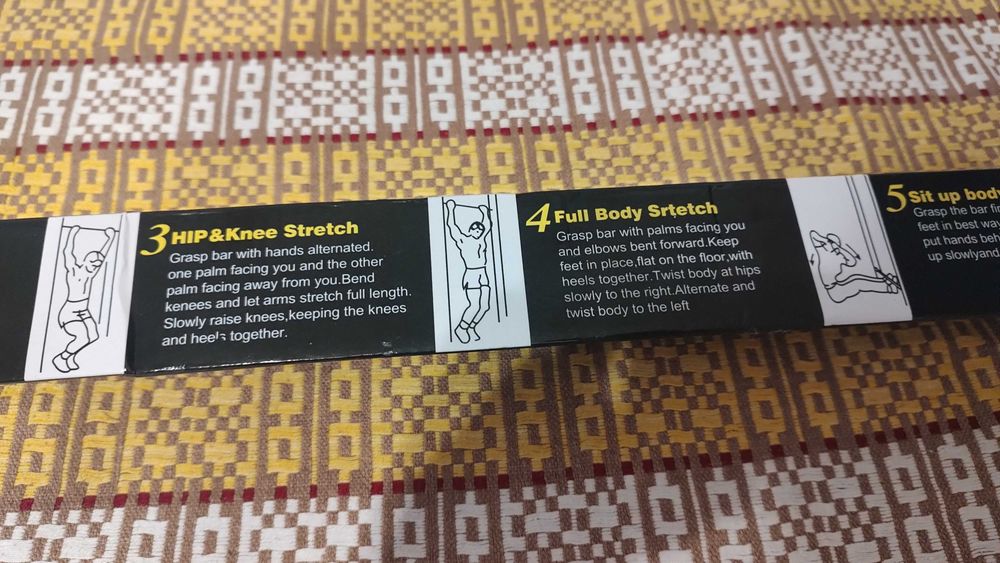 3 HIP&Knee Stretch
Grasp bar with hands alternated.
one palm facing you and the other
palm facing away from you.Bend
kenees and let arms stretch full length.
Slowly raise knees,keeping the knees
and heels together.
4 Full Body Srtetch
Grasp bar with palms facing you
and elbows bent forward.Keep
feet in place,flat on the floor,with
heels together.Twist body at hips
slowly to the right.Alternate and
twist body to the left
5 Sit up body
Grasp the bar
feet in best
put hands
up slowlyand